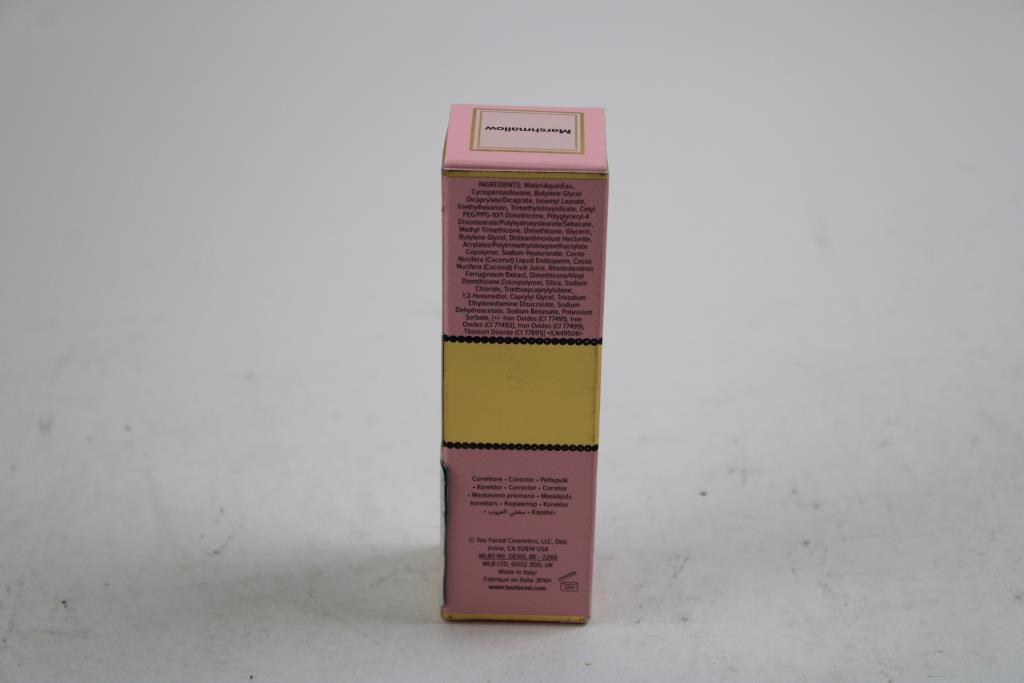 Marshmallow
INGREDIENTS: Water\Aqua\Eau,
Cyclopentasiloxane, Butylene Glycol
Dicaprylate/Dicaprate, Isoamyl Laurate,
Triethylhexanoin, Trimethylsiloxysilicate, Cetyl
PEG/PPG-10/1 Dimethicone, Polyglyceryl-4
Diisostearate/Polyhydroxystearate/Sebacate,
Methyl Trimethicone, Dimethicone, Glycerin,
Butylene Glycol, Disteardimonium Hectorite,
Acrylates/Polytrimethylsiloxymethacrylate
Copolymer, Sodium Hyaluronate, Cocos
Nucifera (Coconut) Liquid Endosperm, Cocos
Nucifera (Coconut) Fruit Juice, Rhododendron
Ferrugineum Extract, Dimethicone/Vinyl
Dimethicone Crosspolymer, Silica, Sodium
Chloride, Triethoxycaprylylsilane,
1,2-Hexanediol, Caprylyl Glycol, Trisodium
Ethylenediamine Disuccinate, Sodium
Dehydroacetate, Sodium Benzoate, Potassium
Sorbate, [+/- Iron Oxides (CI 77491), Iron
Oxides (CI 77492), Iron Oxides (CI 77499),
Titanium Dioxide (CI 77891)] <ILN49506>
Correttore • Corector • Peitepulk
• Korektor • Corrector • Corretor
• Maskavimo priemonė • Maskējošs
korektors • Коректор • Korektor
• مخفي العيوب • Kapatıcı
© Too Faced Cosmetics, LLC, Dist.
Irvine, CA 92614 USA
WLBS NV, OEVEL BE - 2260
WLB LTD, GU32 3DD, UK
Made in Italy/
Fabriqué en Italie 3PXH
www.toofaced.com